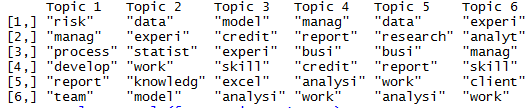 Topic 1 Topic 2 Topic 3 Topic 4 Topic 5 Topic 6
[1,] "risk" "data" "model" "manag" "data" "experi"
[2,] "manag" "experi" "credit" "report" "research" "analyt"
[3,] "process" "statist" "experi" "busi" "busi" "manag"
[4,] "develop" "work" "skill" "credit" "report" "skill"
[5,] "report" "knowledg" "excel" "analysi" "work" "client"
[6,] "team" "model" "analysi" "work" "analysi" "work"